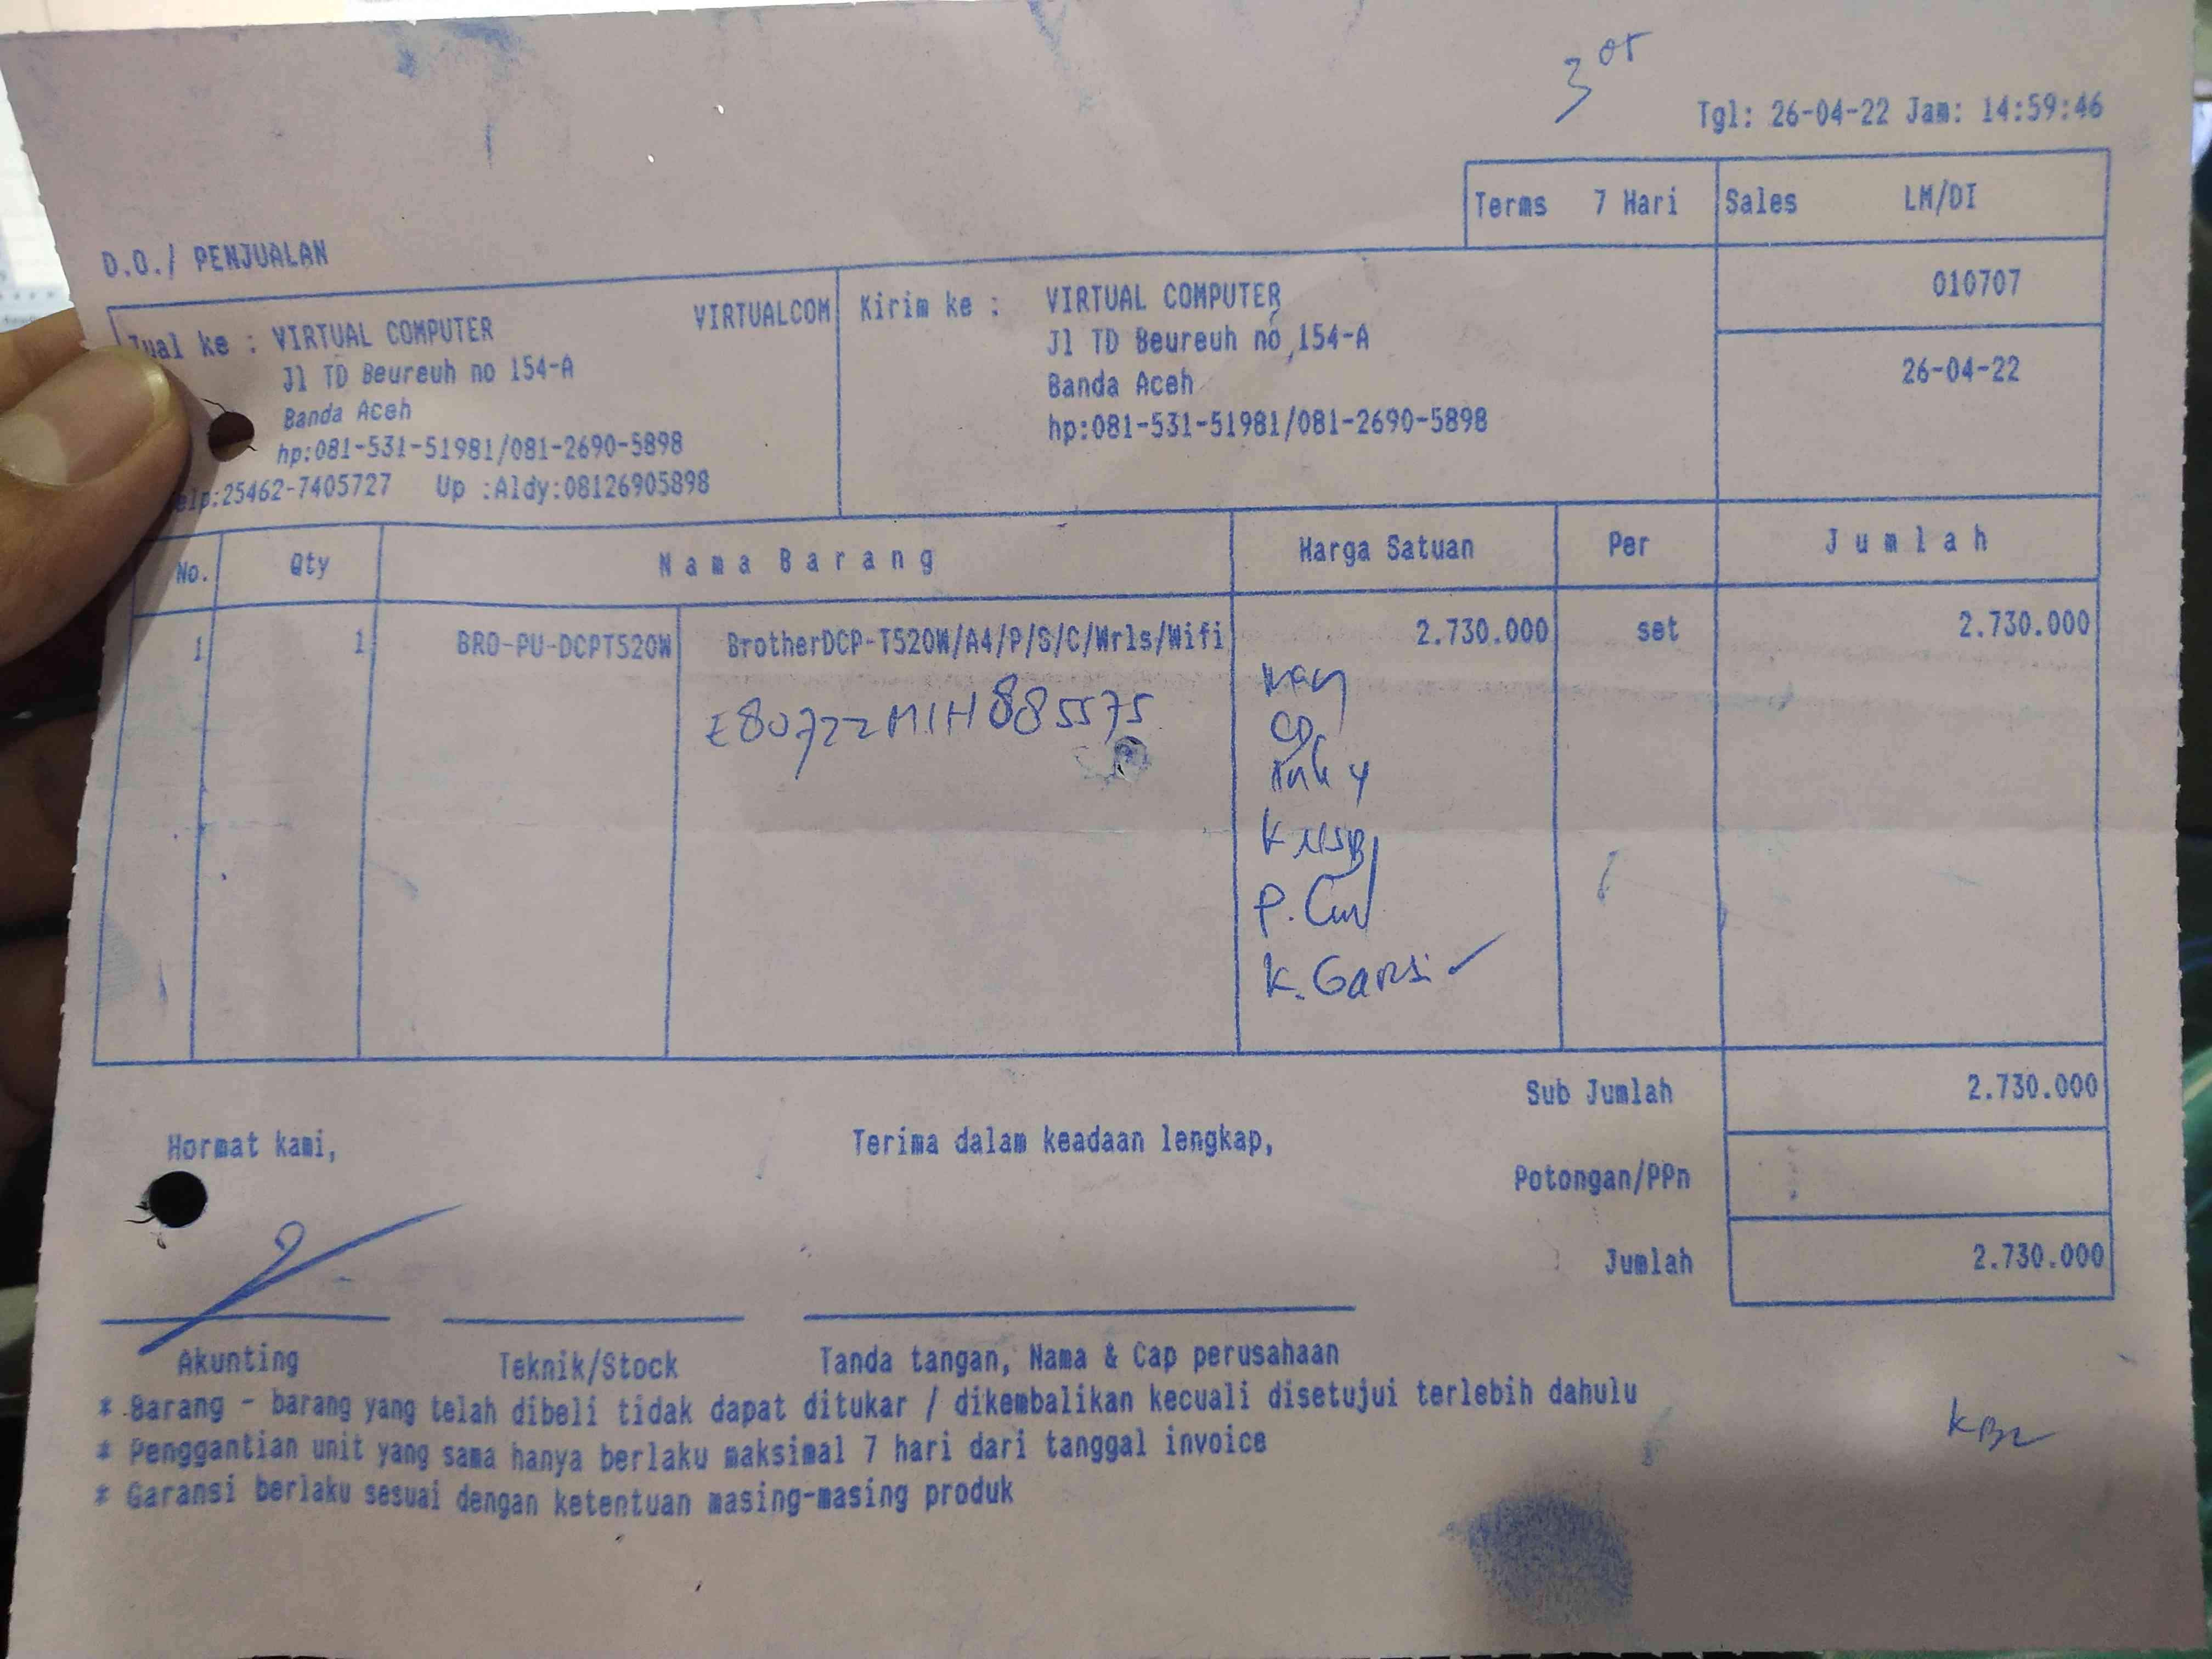 3 or
Tgl: 26-04-22 Jam: 14:59:46
Terms 7 Hari Sales LM/DI
D.O./ PENJUALAN
010707
26-04-22
Jual ke : VIRTUAL COMPUTER VIRTUALCOM
Jl TD Beureuh no 154-A
Banda Aceh
hp:081-531-51981/081-2690-5898
elp:25462-7405727 Up :Aldy:08126905898
Kirim ke : VIRTUAL COMPUTER
Jl TD Beureuh no 154-A
Banda Aceh
hp:081-531-51981/081-2690-5898
No. Qty Nama Barang Harga Satuan Per Jumlah
1 1 BRO-PU-DCPT520W BrotherDCP-T520W/A4/P/S/C/Wrls/Wifi 2.730.000 set 2.730.000
E80722M1H885575
CD
K USB
P.
K. Garsi ✓
Sub Jumlah 2.730.000
Potongan/PPn
Jumlah 2.730.000
Hormat kami,
Terima dalam keadaan lengkap,
Akunting Teknik/Stock Tanda tangan, Nama & Cap perusahaan
* Barang - barang yang telah dibeli tidak dapat ditukar / dikembalikan kecuali disetujui terlebih dahulu
* Penggantian unit yang sama hanya berlaku maksimal 7 hari dari tanggal invoice
* Garansi berlaku sesuai dengan ketentuan masing-masing produk